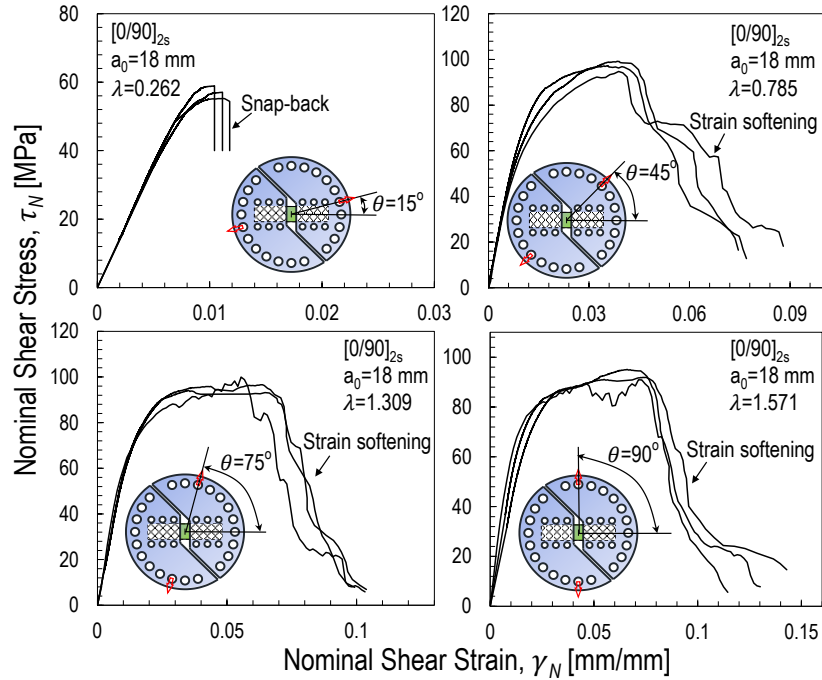 Nominal Shear Stress, τ_N [MPa]
80
60
40
20
0
0
0.01
0.02
0.03
[0/90]₂ₛ
a₀=18 mm
λ=0.262
Snap-back
θ=15°
120
100
80
60
40
20
0
0
0.03
0.06
0.09
[0/90]₂ₛ
a₀=18 mm
λ=0.785
Strain softening
θ=45°
120
100
80
60
40
20
0
0
0.05
0.1
[0/90]₂ₛ
a₀=18 mm
λ=1.309
Strain softening
θ=75°
100
80
60
40
20
0
0
0.05
0.1
0.15
[0/90]₂ₛ
a₀=18 mm
λ=1.571
Strain softening
θ=90°
Nominal Shear Strain, γ_N [mm/mm]